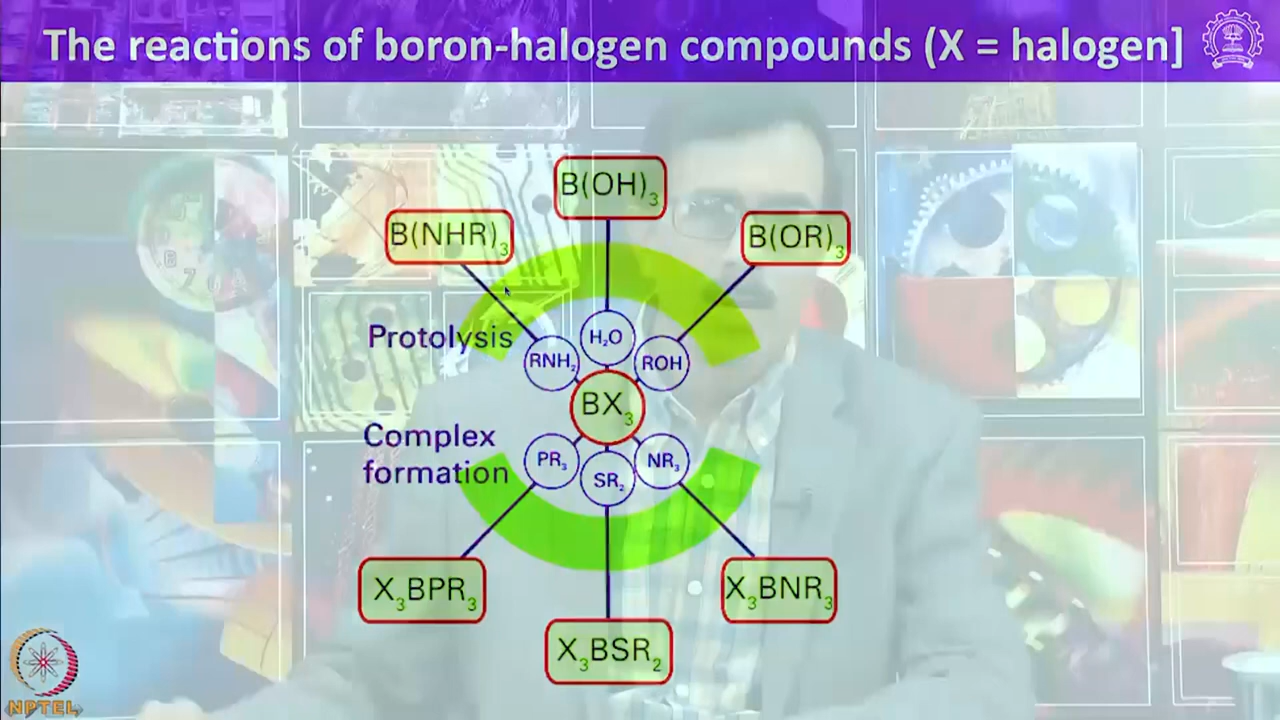 The reactions of boron-halogen compounds (X = halogen]
B(OH)₃
B(NHR)₃
B(OR)₃
Protolysis
H₂O
RNH₂
ROH
BX₃
Complex
formation
PR₃
SR₂
NR₃
X₃BPR₃
X₃BNR₃
X₃BSR₂
NPTEL